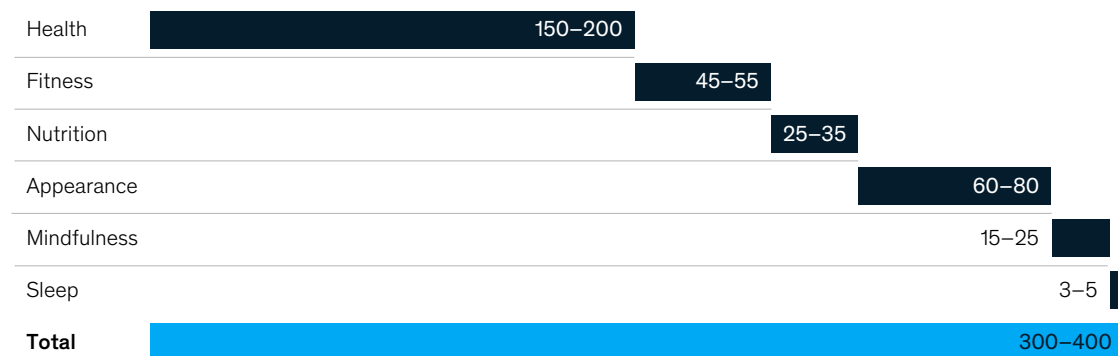 Health 150–200
Fitness 45–55
Nutrition 25–35
Appearance 60–80
Mindfulness 15–25
Sleep 3–5
Total 300–400